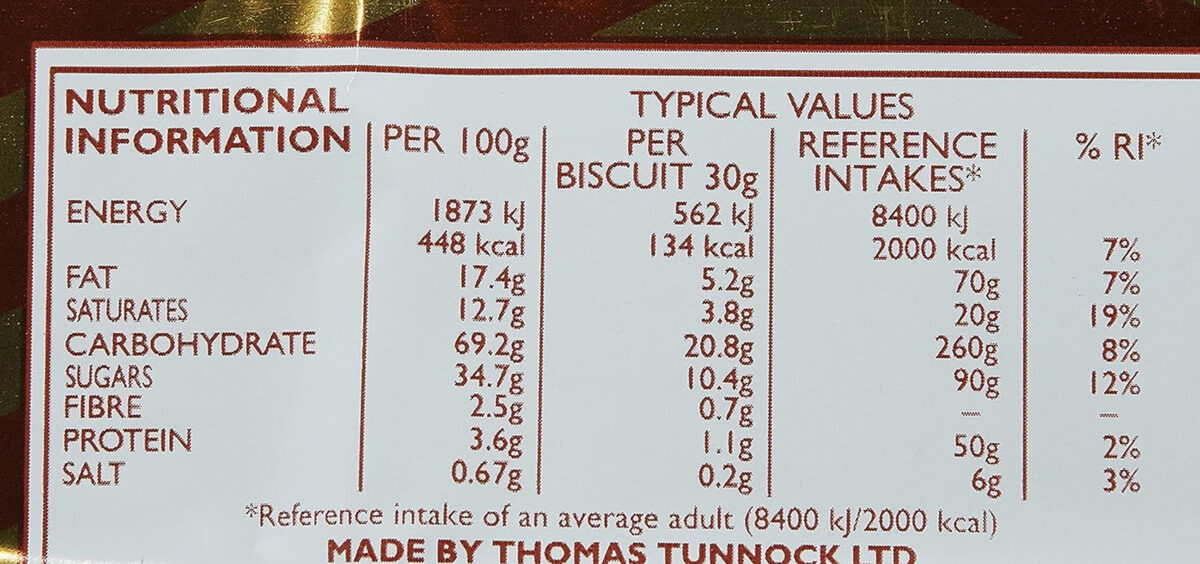 NUTRITIONAL TYPICAL VALUES
INFORMATION PER 100g PER REFERENCE % RI*
BISCUIT 30g INTAKES*
ENERGY 1873 kJ 562 kJ 8400 kJ
448 kcal 134 kcal 2000 kcal 7%
FAT 17.4g 5.2g 70g 7%
SATURATES 12.7g 3.8g 20g 19%
CARBOHYDRATE 69.2g 20.8g 260g 8%
SUGARS 34.7g 10.4g 90g 12%
FIBRE 2.5g 0.7g — —
PROTEIN 3.6g 1.1g 50g 2%
SALT 0.67g 0.2g 6g 3%
*Reference intake of an average adult (8400 kJ/2000 kcal)
MADE BY THOMAS TUNNOCK LTD